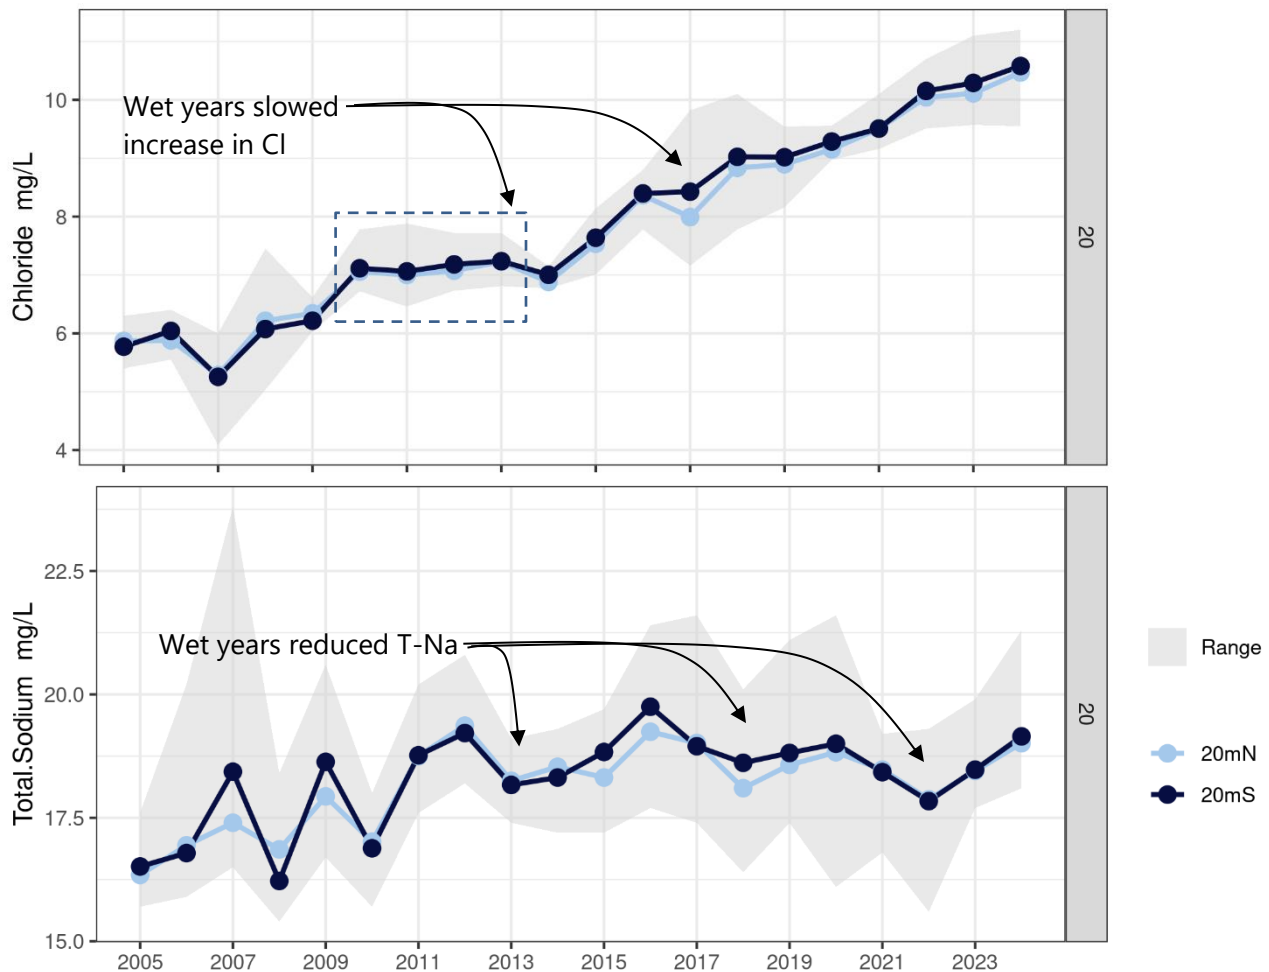 Chloride mg/L
10
8
6
4
Wet years slowed
increase in Cl
20
Total.Sodium mg/L
22.5
20.0
17.5
15.0
Wet years reduced T-Na
20
2005 2007 2009 2011 2013 2015 2017 2019 2021 2023
Range
20mN
20mS